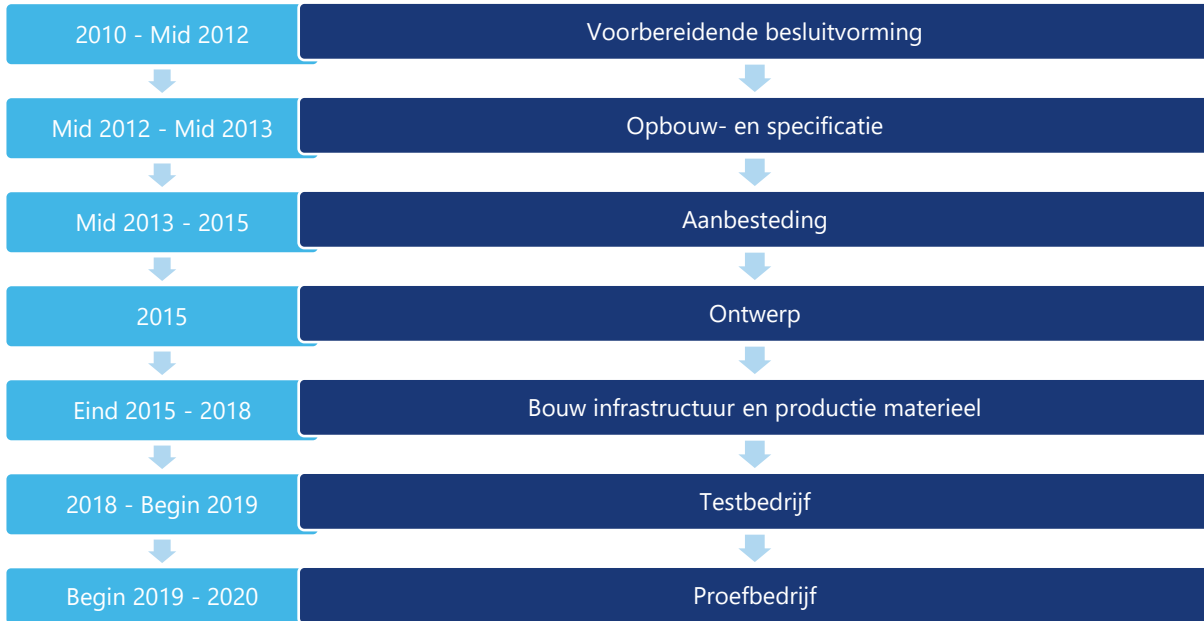 2010 - Mid 2012
Voorbereidende besluitvorming
Mid 2012 - Mid 2013
Opbouw- en specificatie
Mid 2013 - 2015
Aanbesteding
2015
Ontwerp
Eind 2015 - 2018
Bouw infrastructuur en productie materieel
2018 - Begin 2019
Testbedrijf
Begin 2019 - 2020
Proefbedrijf